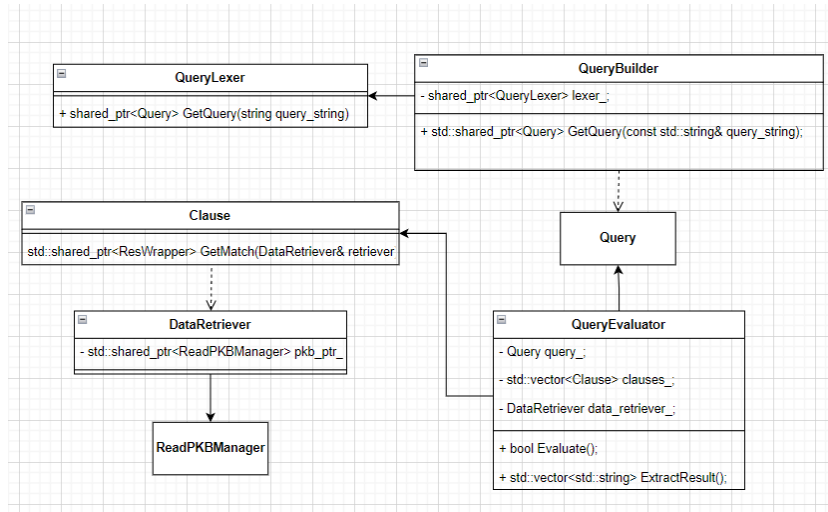 QueryLexer
+ shared_ptr<Query> GetQuery(string query_string)
QueryBuilder
- shared_ptr<QueryLexer> lexer_;
+ std::shared_ptr<Query> GetQuery(const std::string& query_string);
Clause
std::shared_ptr<ResWrapper> GetMatch(DataRetriever& retriever
Query
DataRetriever
- std::shared_ptr<ReadPKBManager> pkb_ptr_
ReadPKBManager
QueryEvaluator
- Query query_;
- std::vector<Clause> clauses_;
- DataRetriever data_retriever_;
+ bool Evaluate();
+ std::vector<std::string> ExtractResult();